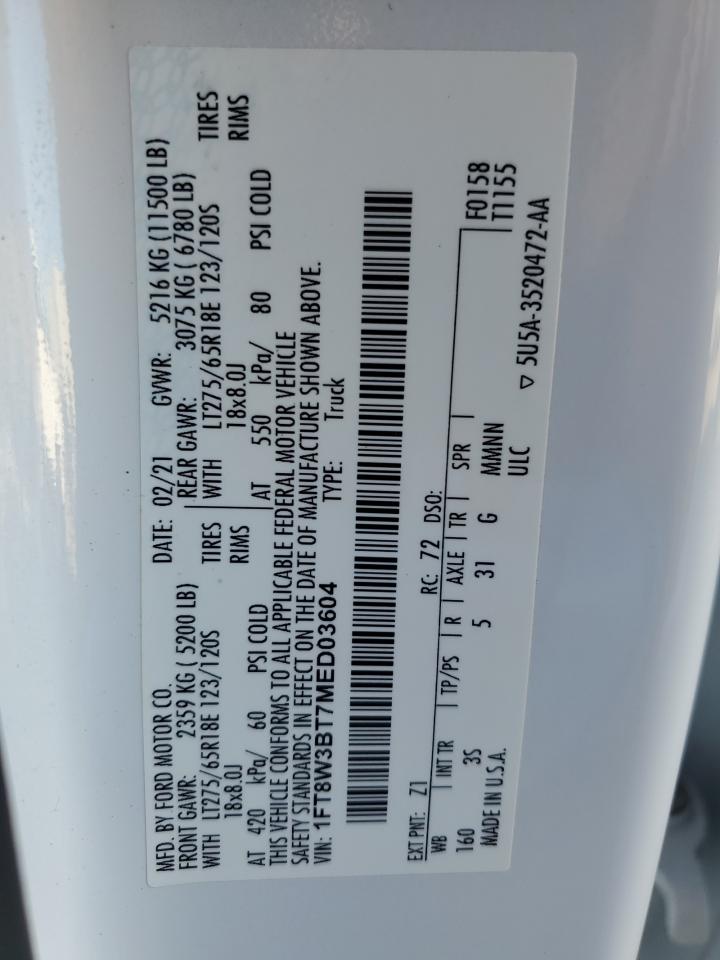 MFD. BY FORD MOTOR CO.
DATE: 02/21 GVWR: 5216 KG (11500 LB)
FRONT GAWR: 2359 KG ( 5200 LB) REAR GAWR: 3075 KG ( 6780 LB)
WITH LT275/65R18E 123/120S TIRES WITH LT275/65R18E 123/120S TIRES
18x8.0J RIMS 18x8.0J RIMS
AT 420 kPa/ 60 PSI COLD AT 550 kPa/ 80 PSI COLD
THIS VEHICLE CONFORMS TO ALL APPLICABLE FEDERAL MOTOR VEHICLE
SAFETY STANDARDS IN EFFECT ON THE DATE OF MANUFACTURE SHOWN ABOVE.
VIN: 1FT8W3BT7MED03604 TYPE: Truck
EXT PNT: Z1 RC: 72 DSO: F0158
WB INT TR TP/PS R AXLE TR SPR T1155
160 3S 5 31 G MMNNN
MADE IN U.S.A. ULC ▽ 5U5A-3520472-AA